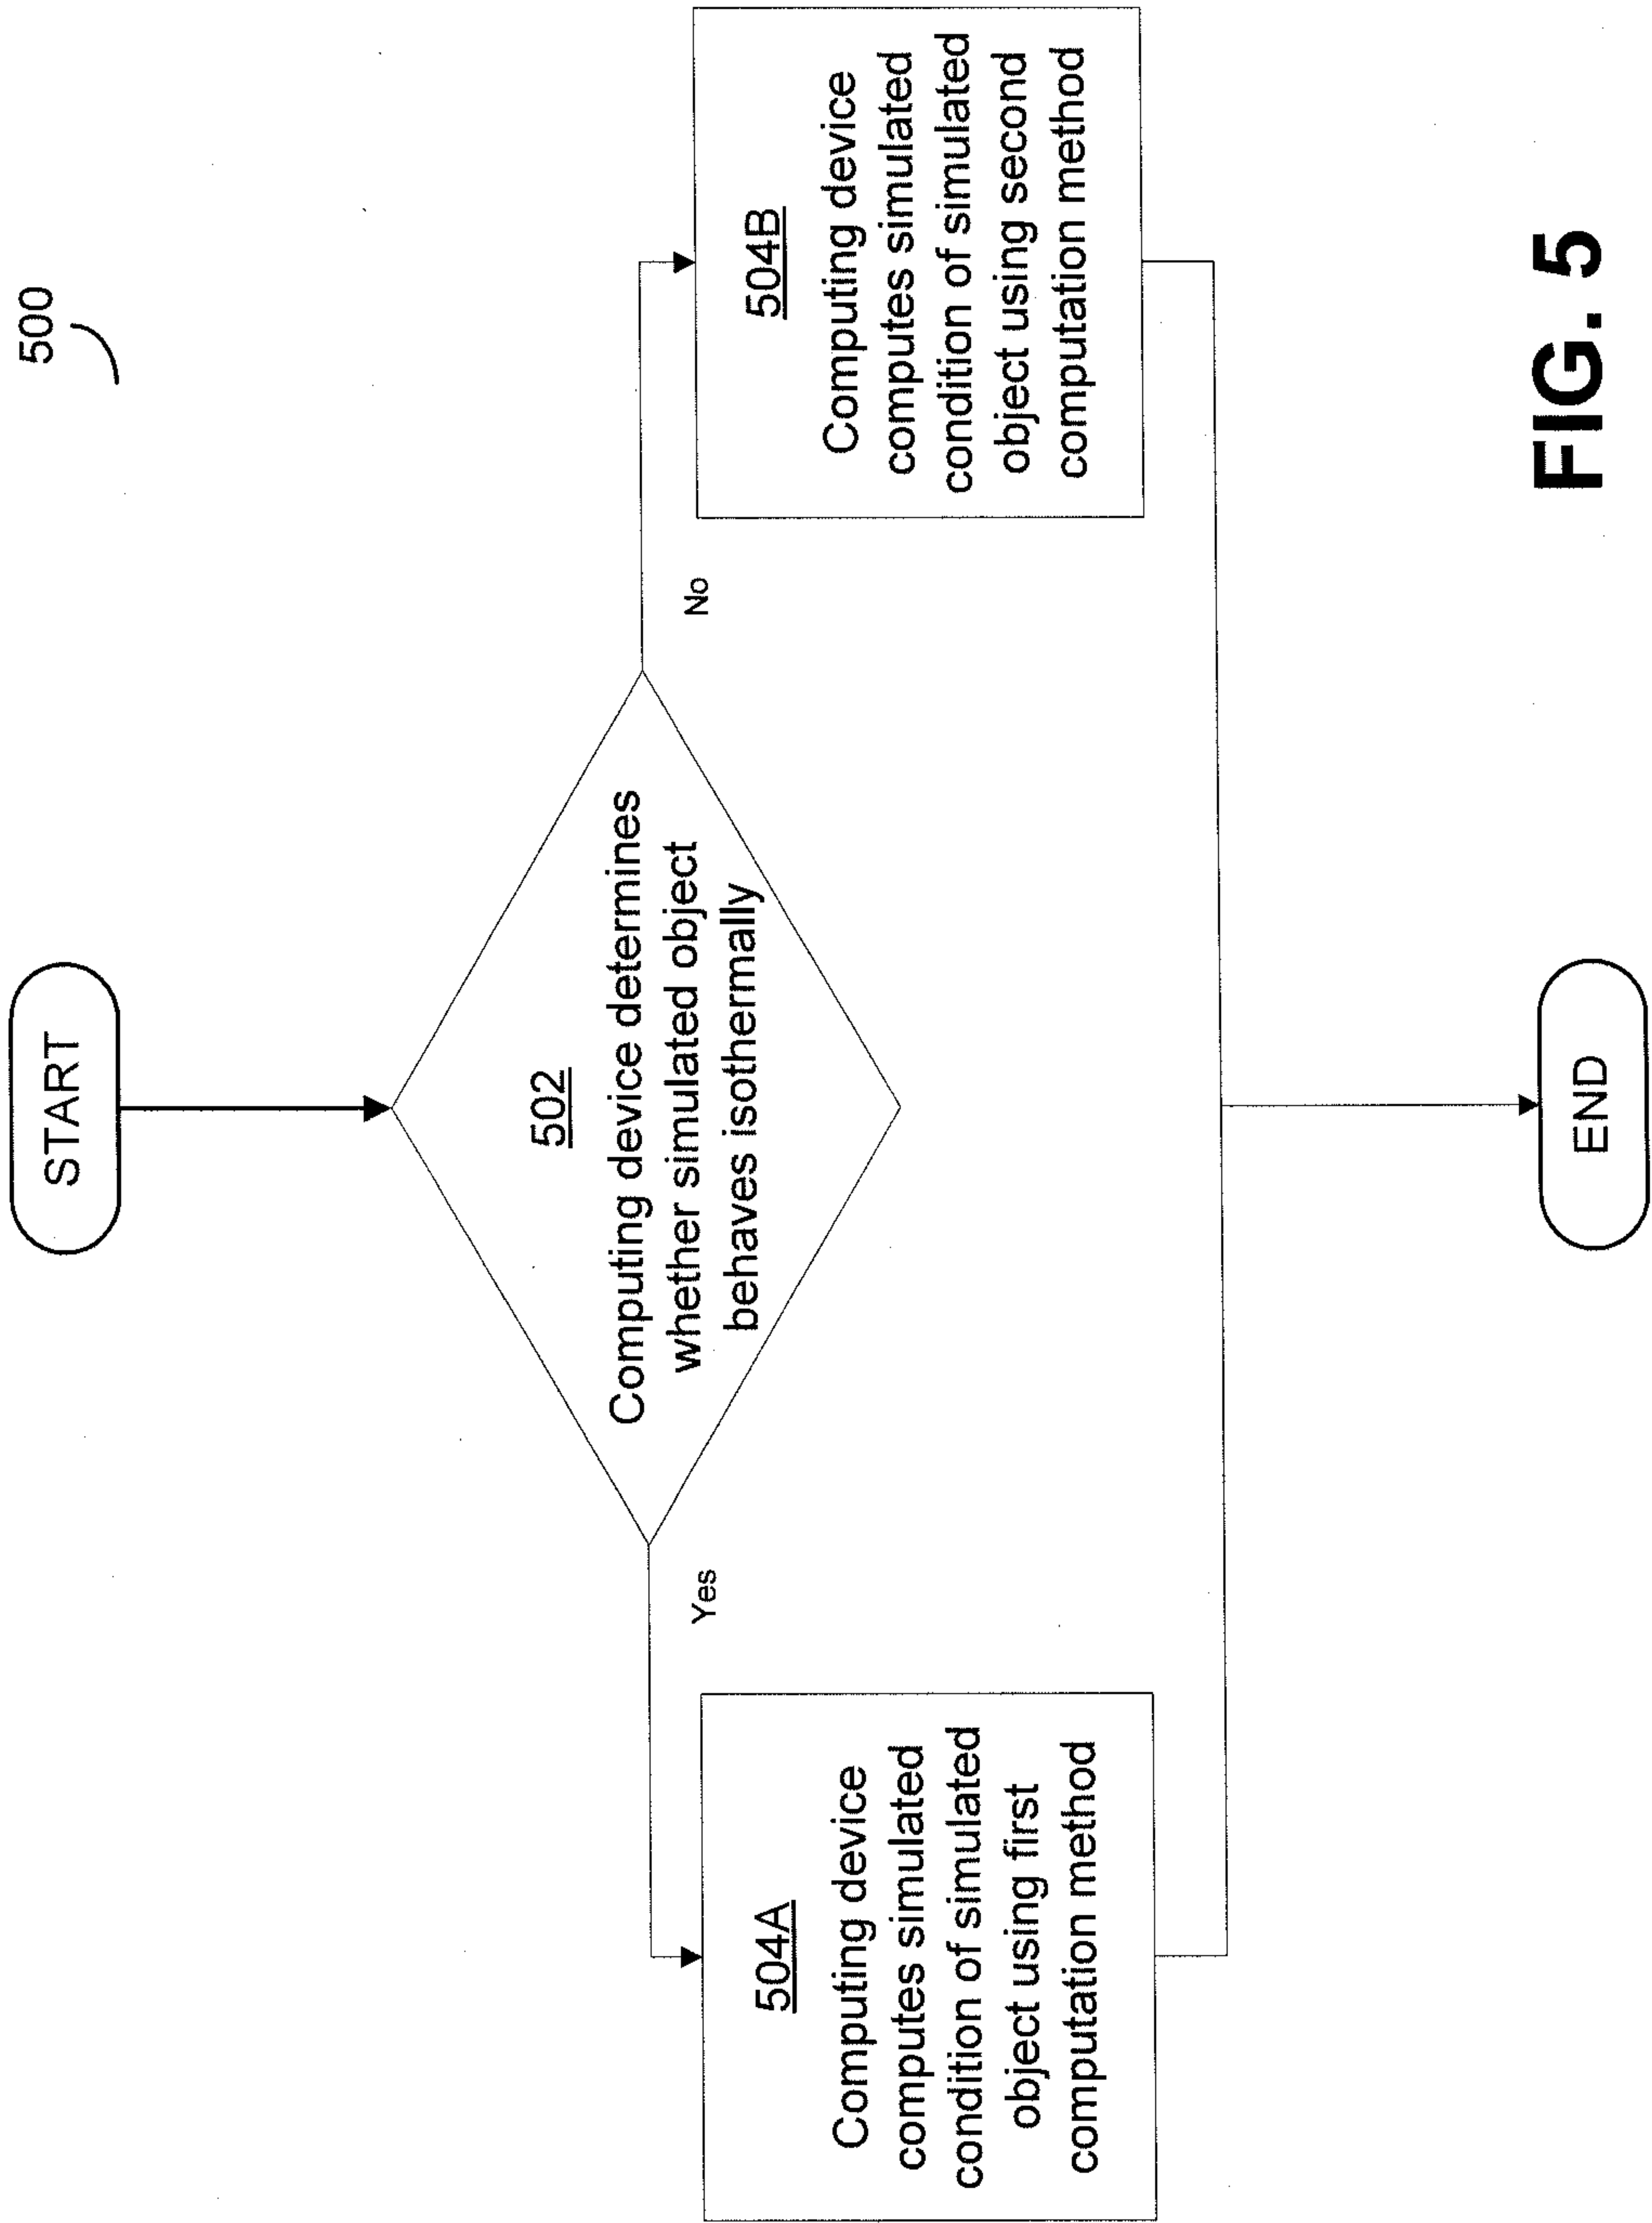 500
START
502
Computing device determines
whether simulated object
behaves isothermally
Yes
No
504A
Computing device
computes simulated
condition of simulated
object using first
computation method
504B
Computing device
computes simulated
condition of simulated
object using second
computation method
END
FIG. 5